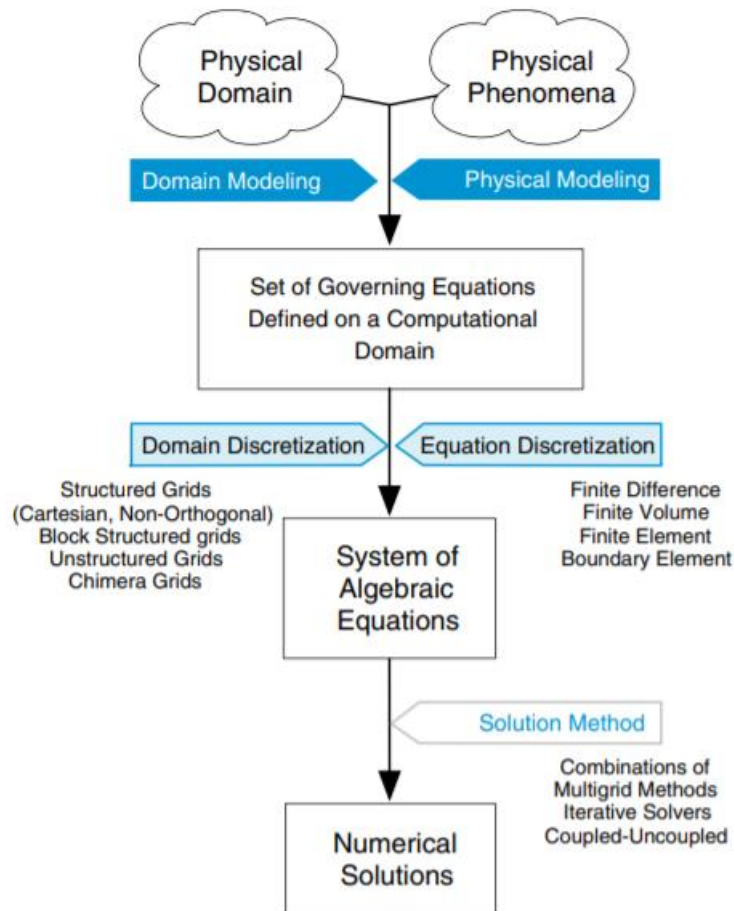 Physical
Domain
Physical
Phenomena
Domain Modeling
Physical Modeling
Set of Governing Equations
Defined on a Computational
Domain
Domain Discretization
Equation Discretization
Structured Grids
(Cartesian, Non-Orthogonal)
Block Structured grids
Unstructured Grids
Chimera Grids
Finite Difference
Finite Volume
Finite Element
Boundary Element
System of
Algebraic
Equations
Solution Method
Combinations of
Multigrid Methods
Iterative Solvers
Coupled-Uncoupled
Numerical
Solutions